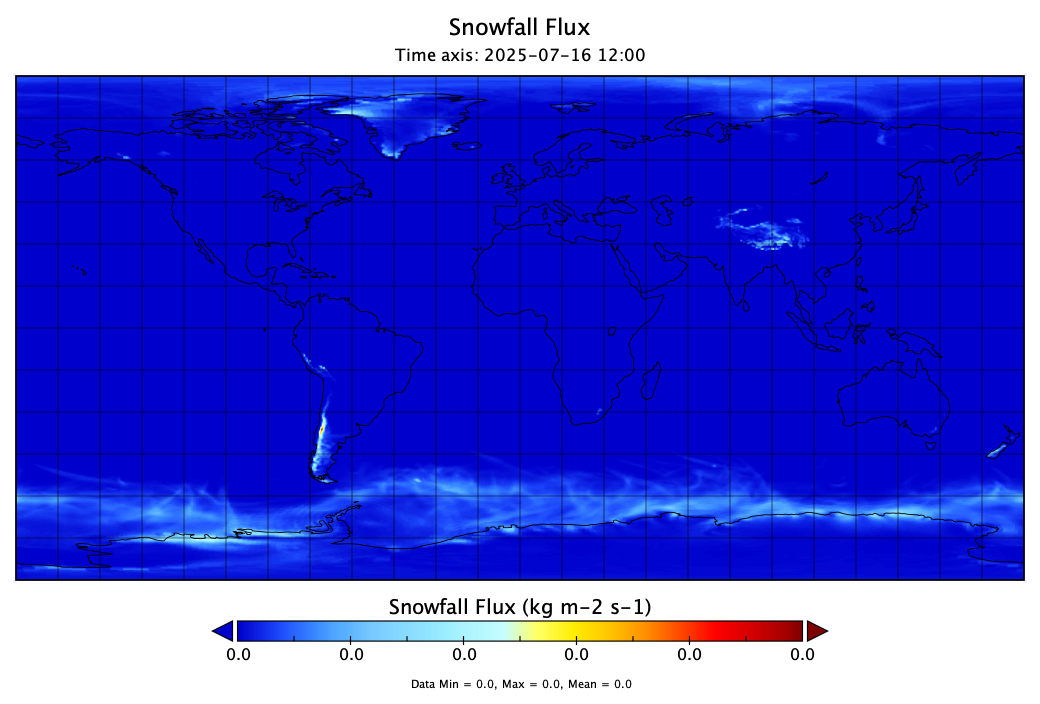 Snowfall Flux
Time axis: 2025-07-16 12:00
Snowfall Flux (kg m-2 s-1)
0.0 0.0 0.0 0.0 0.0 0.0
Data Min = 0.0, Max = 0.0, Mean = 0.0